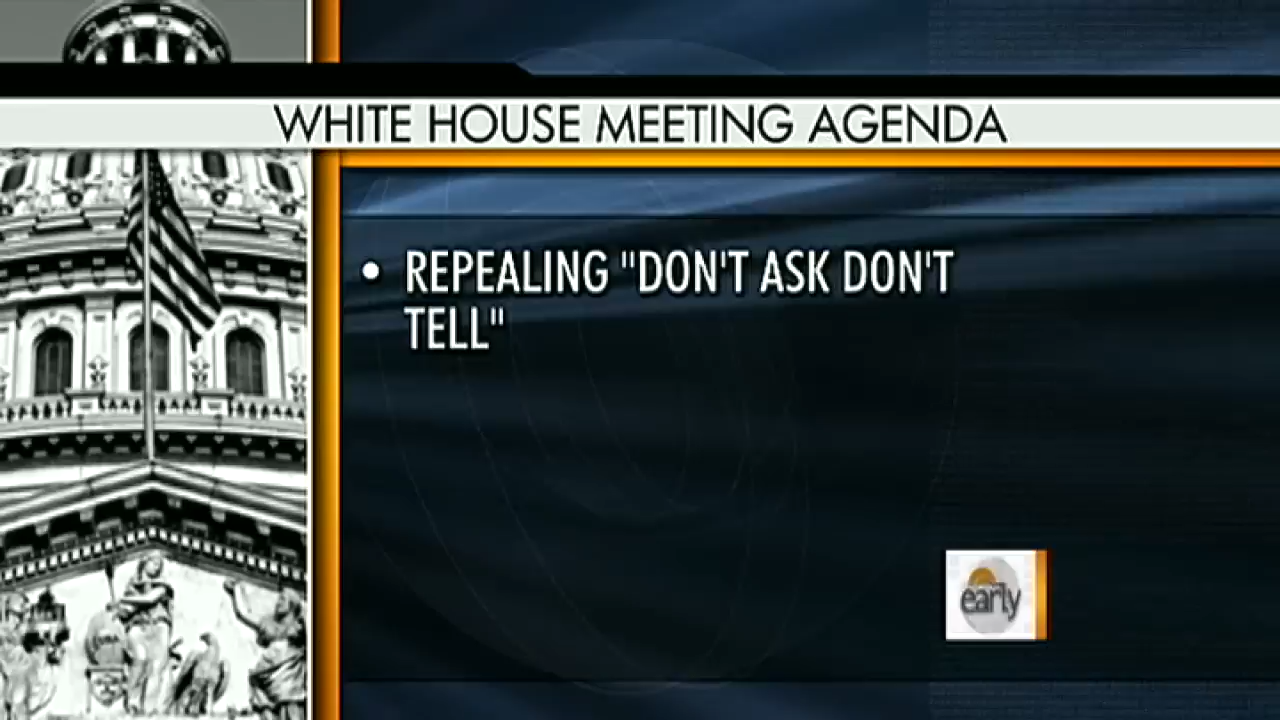 WHITE HOUSE MEETING AGENDA
• REPEALING "DON'T ASK DON'T
TELL"
early